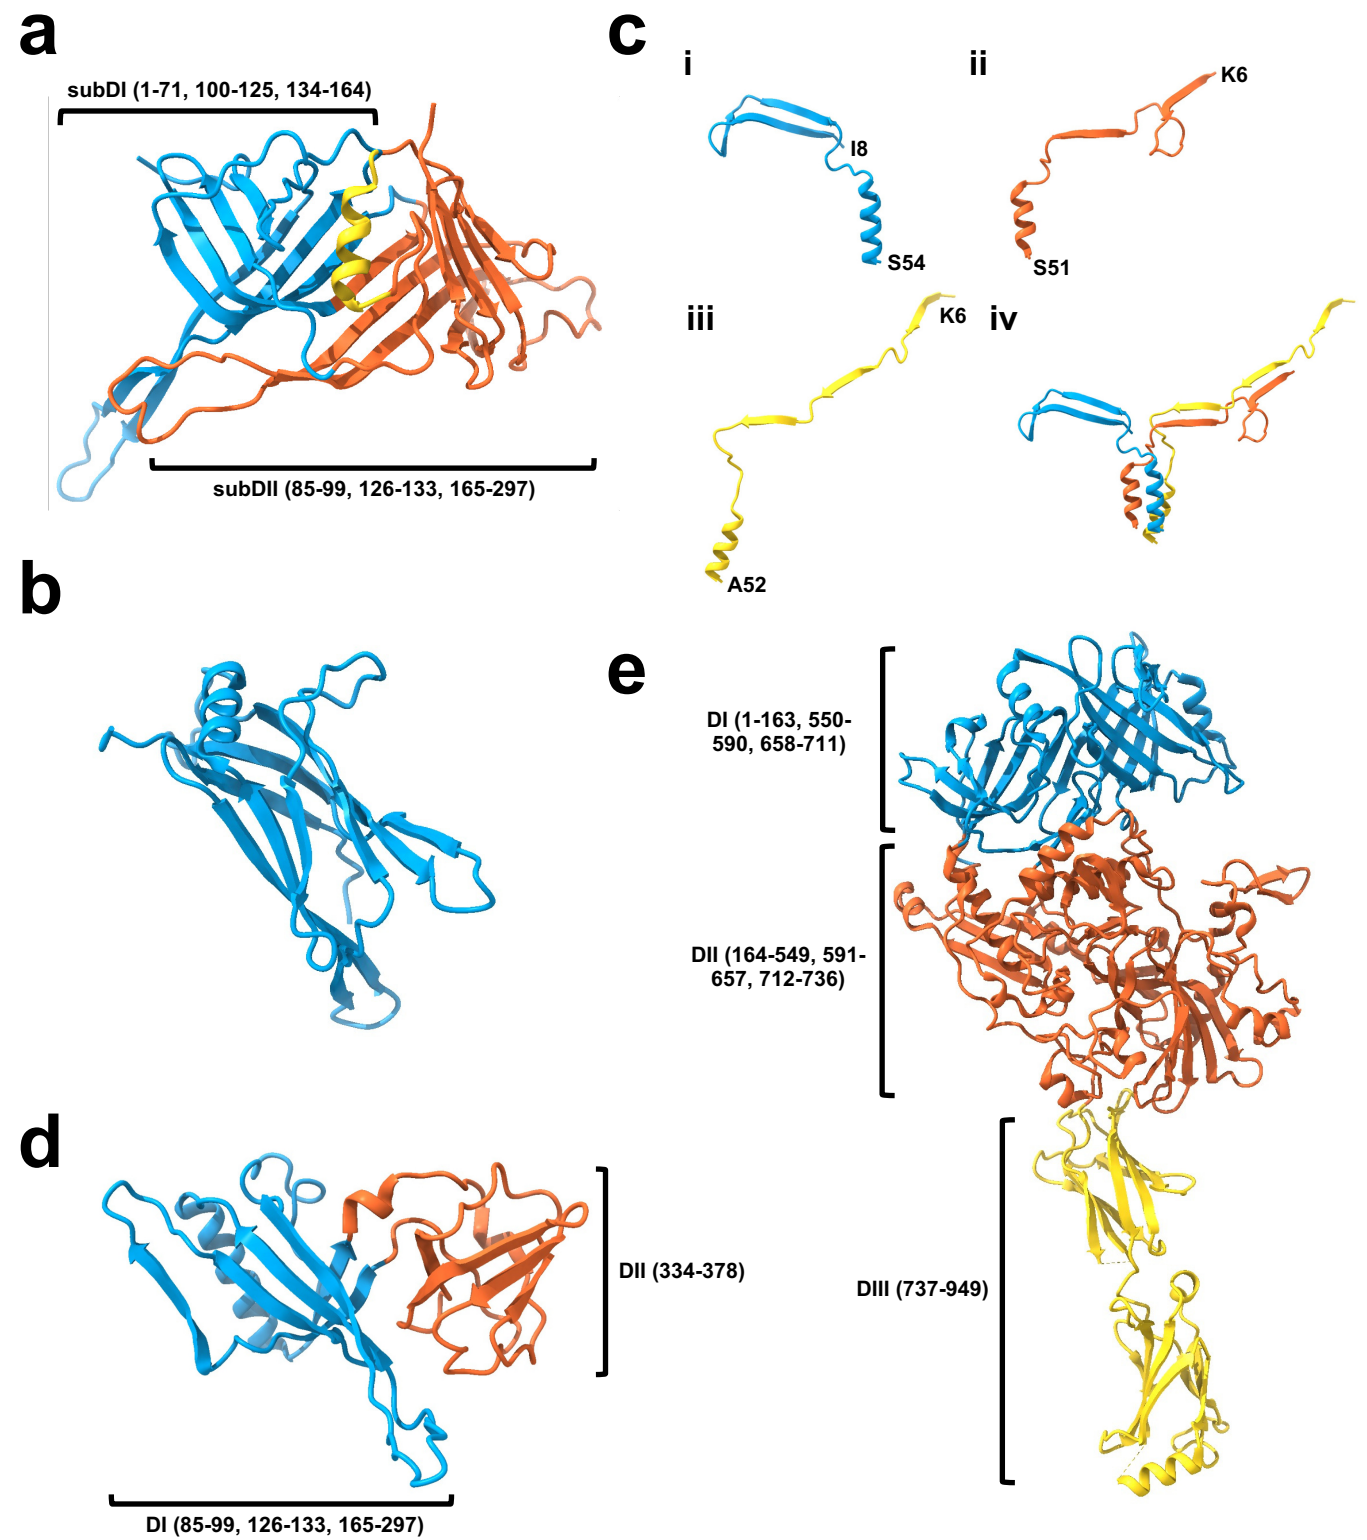 a
subDI (1-71, 100-125, 134-164)
subDII (85-99, 126-133, 165-297)
b
c
i
I8
S54
ii
K6
S51
iii
K6
A52
iv
d
DII (334-378)
DI (85-99, 126-133, 165-297)
e
DI (1-163, 550-
590, 658-711)
DII (164-549, 591-
657, 712-736)
DIII (737-949)